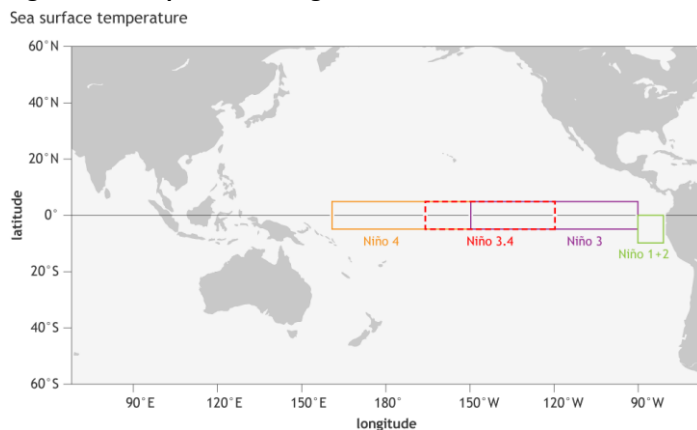 Sea surface temperature
60°N
40°N
20°N
0°
20°S
40°S
60°S
latitude
Niño 4
Niño 3.4
Niño 3
Niño 1+2
90°E
120°E
150°E
180°
150°W
120°W
90°W
longitude